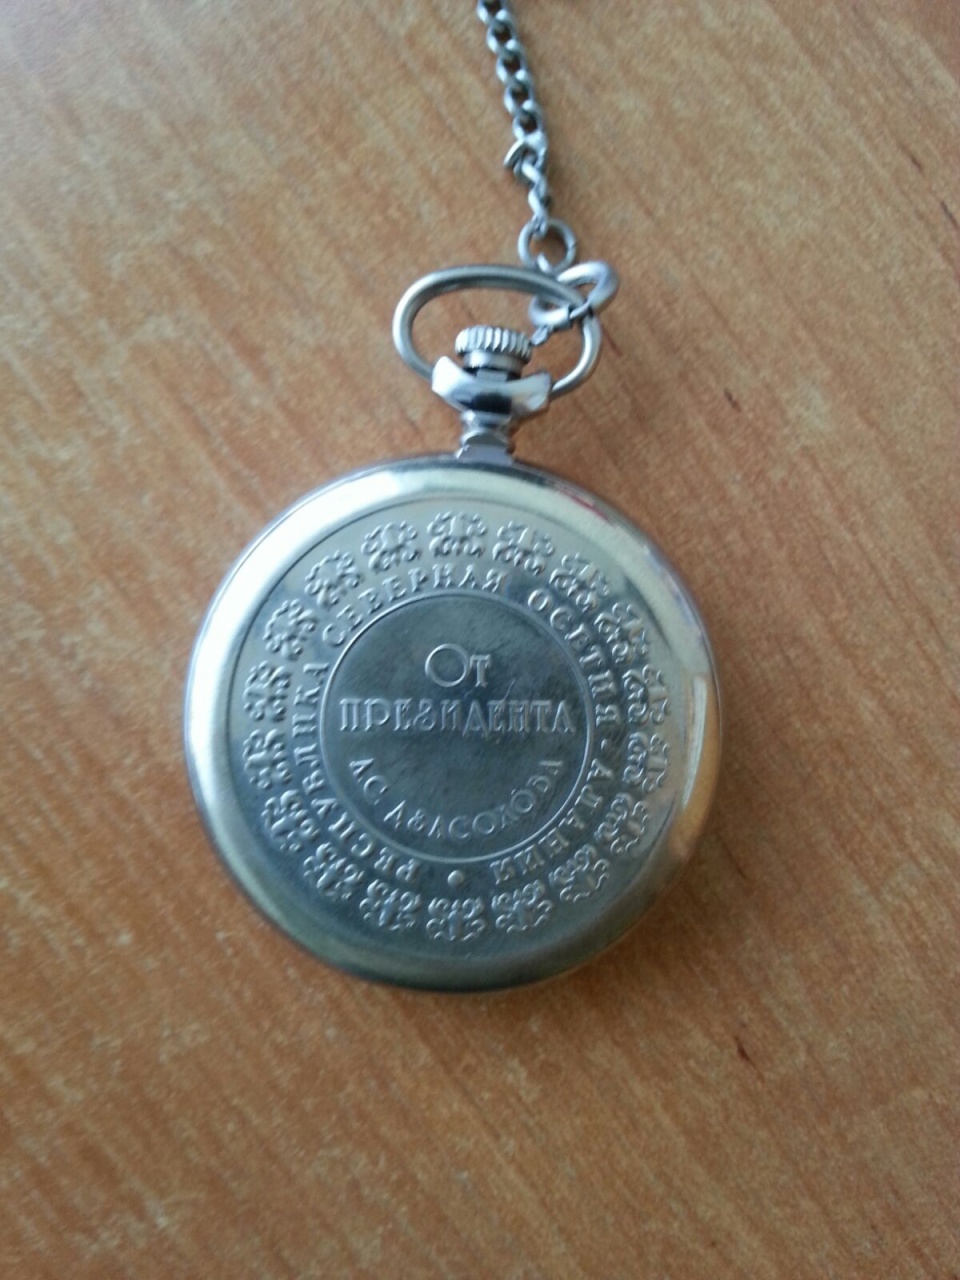 РЕСПУБЛИКА СЕВЕРНАЯ ОСЕТИЯ-АЛАНИЯ
От
ПРЕЗИДЕНТА
А.С. ДЗАСОХОВА